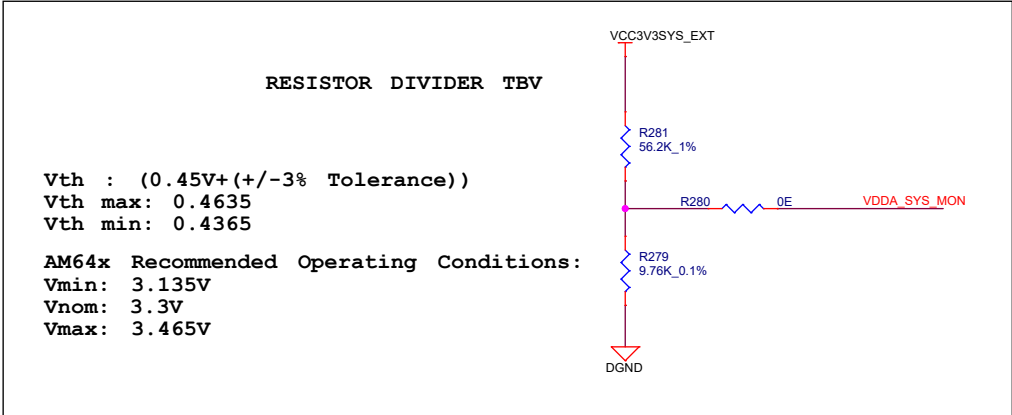 VCC3V3SYS_EXT
RESISTOR DIVIDER TBV
R281
56.2K_1%
Vth : (0.45V+(+/-3% Tolerance))
Vth max: 0.4635
Vth min: 0.4365
R280 0E VDDA_SYS_MON
AM64x Recommended Operating Conditions:
Vmin: 3.135V
Vnom: 3.3V
Vmax: 3.465V
R279
9.76K_0.1%
DGND